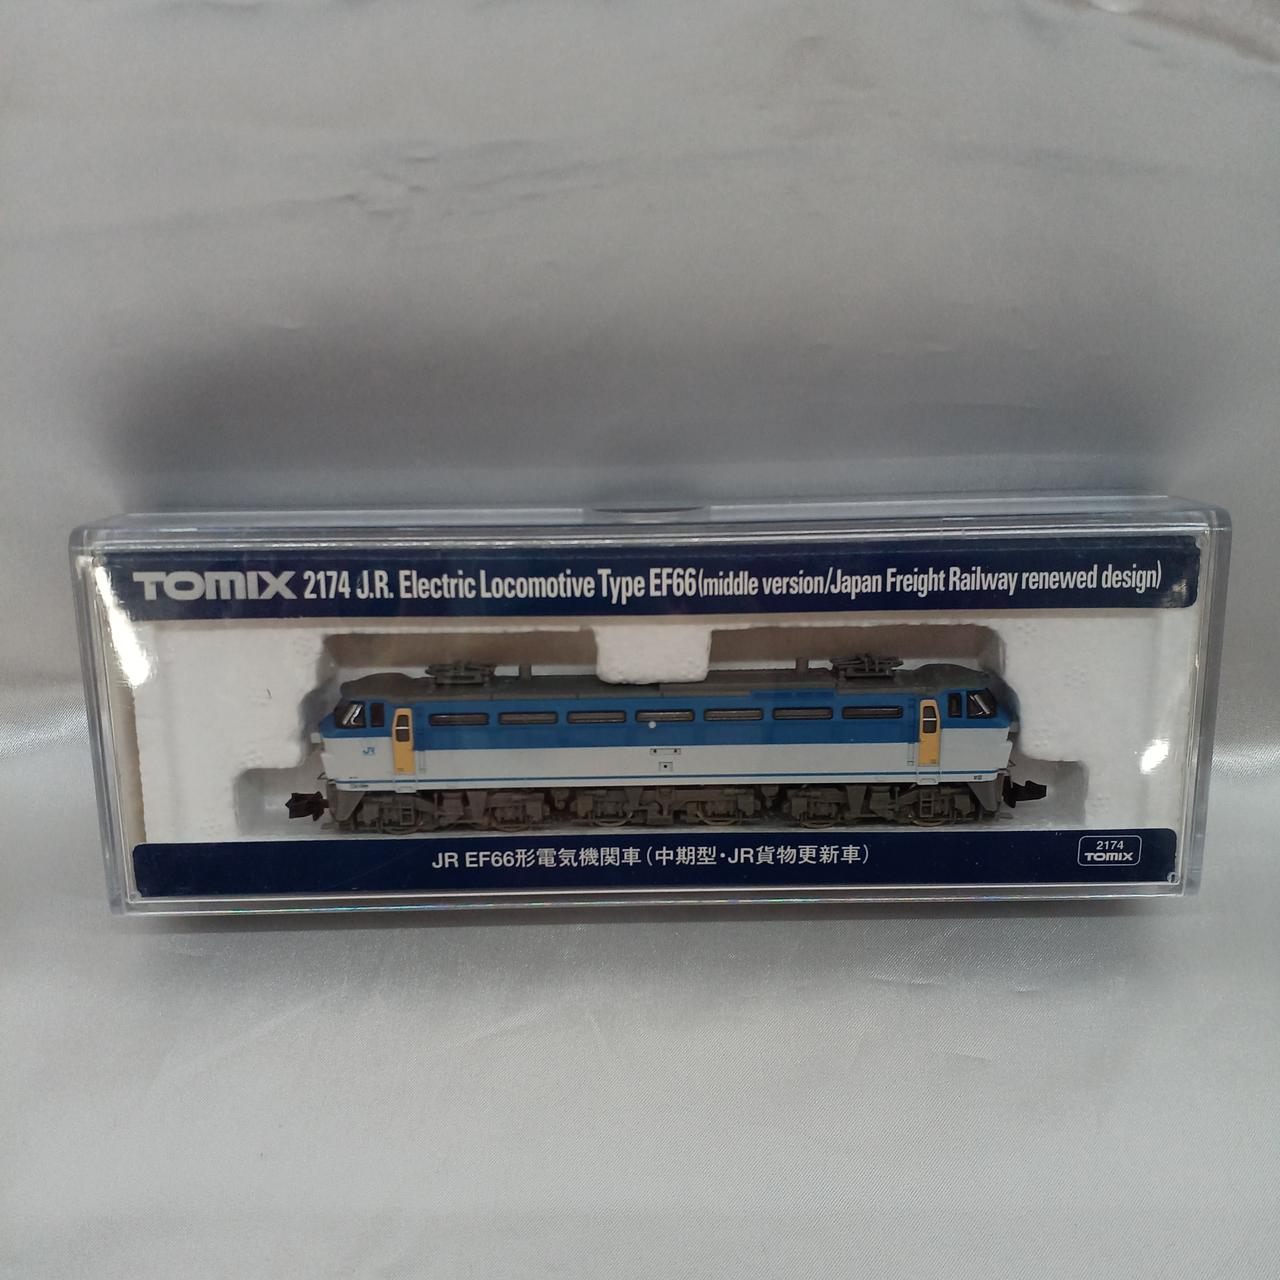 TOMIX 2174 J.R. Electric Locomotive Type EF66 (middle version/Japan Freight Railway renewed design)
JR
JR EF66形電気機関車(中期型・JR貨物更新車)
2174
TOMIX